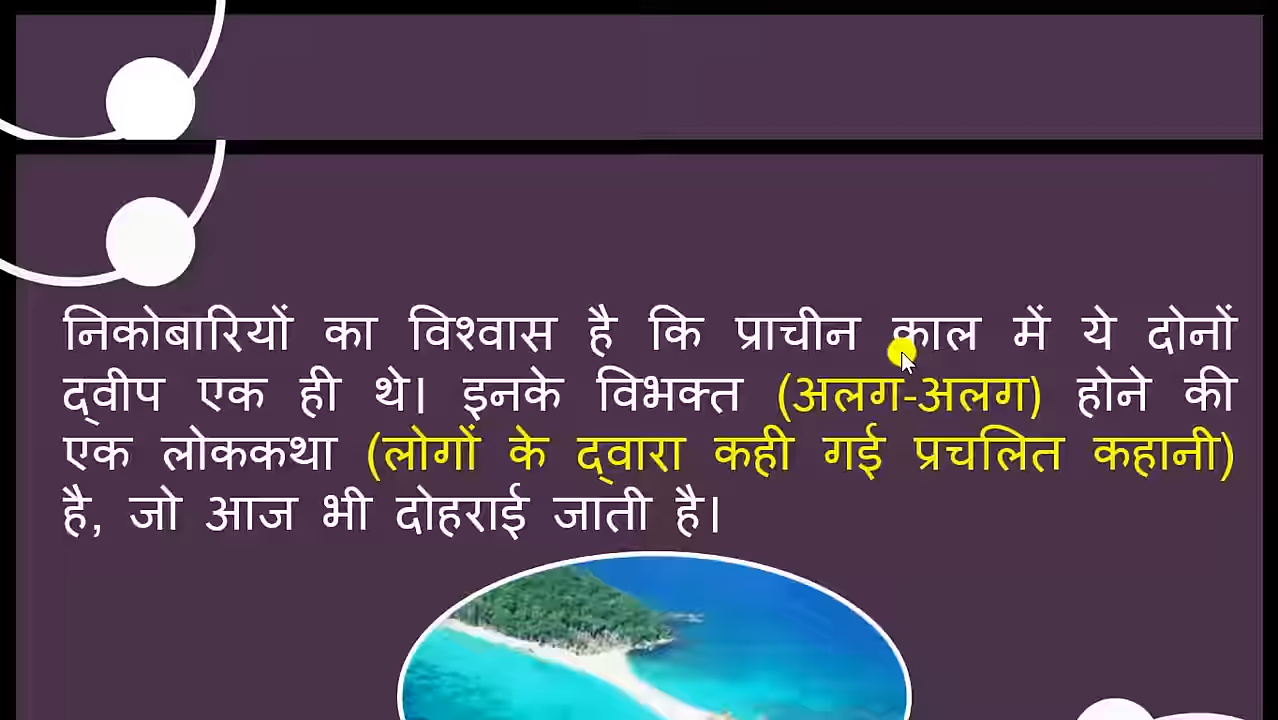 निकोबारियों का विश्वास है कि प्राचीन काल में ये दोनों
द्वीप एक ही थे। इनके विभक्त (अलग-अलग) होने की
एक लोककथा (लोगों के द्वारा कही गई प्रचलित कहानी)
है, जो आज भी दोहराई जाती है।